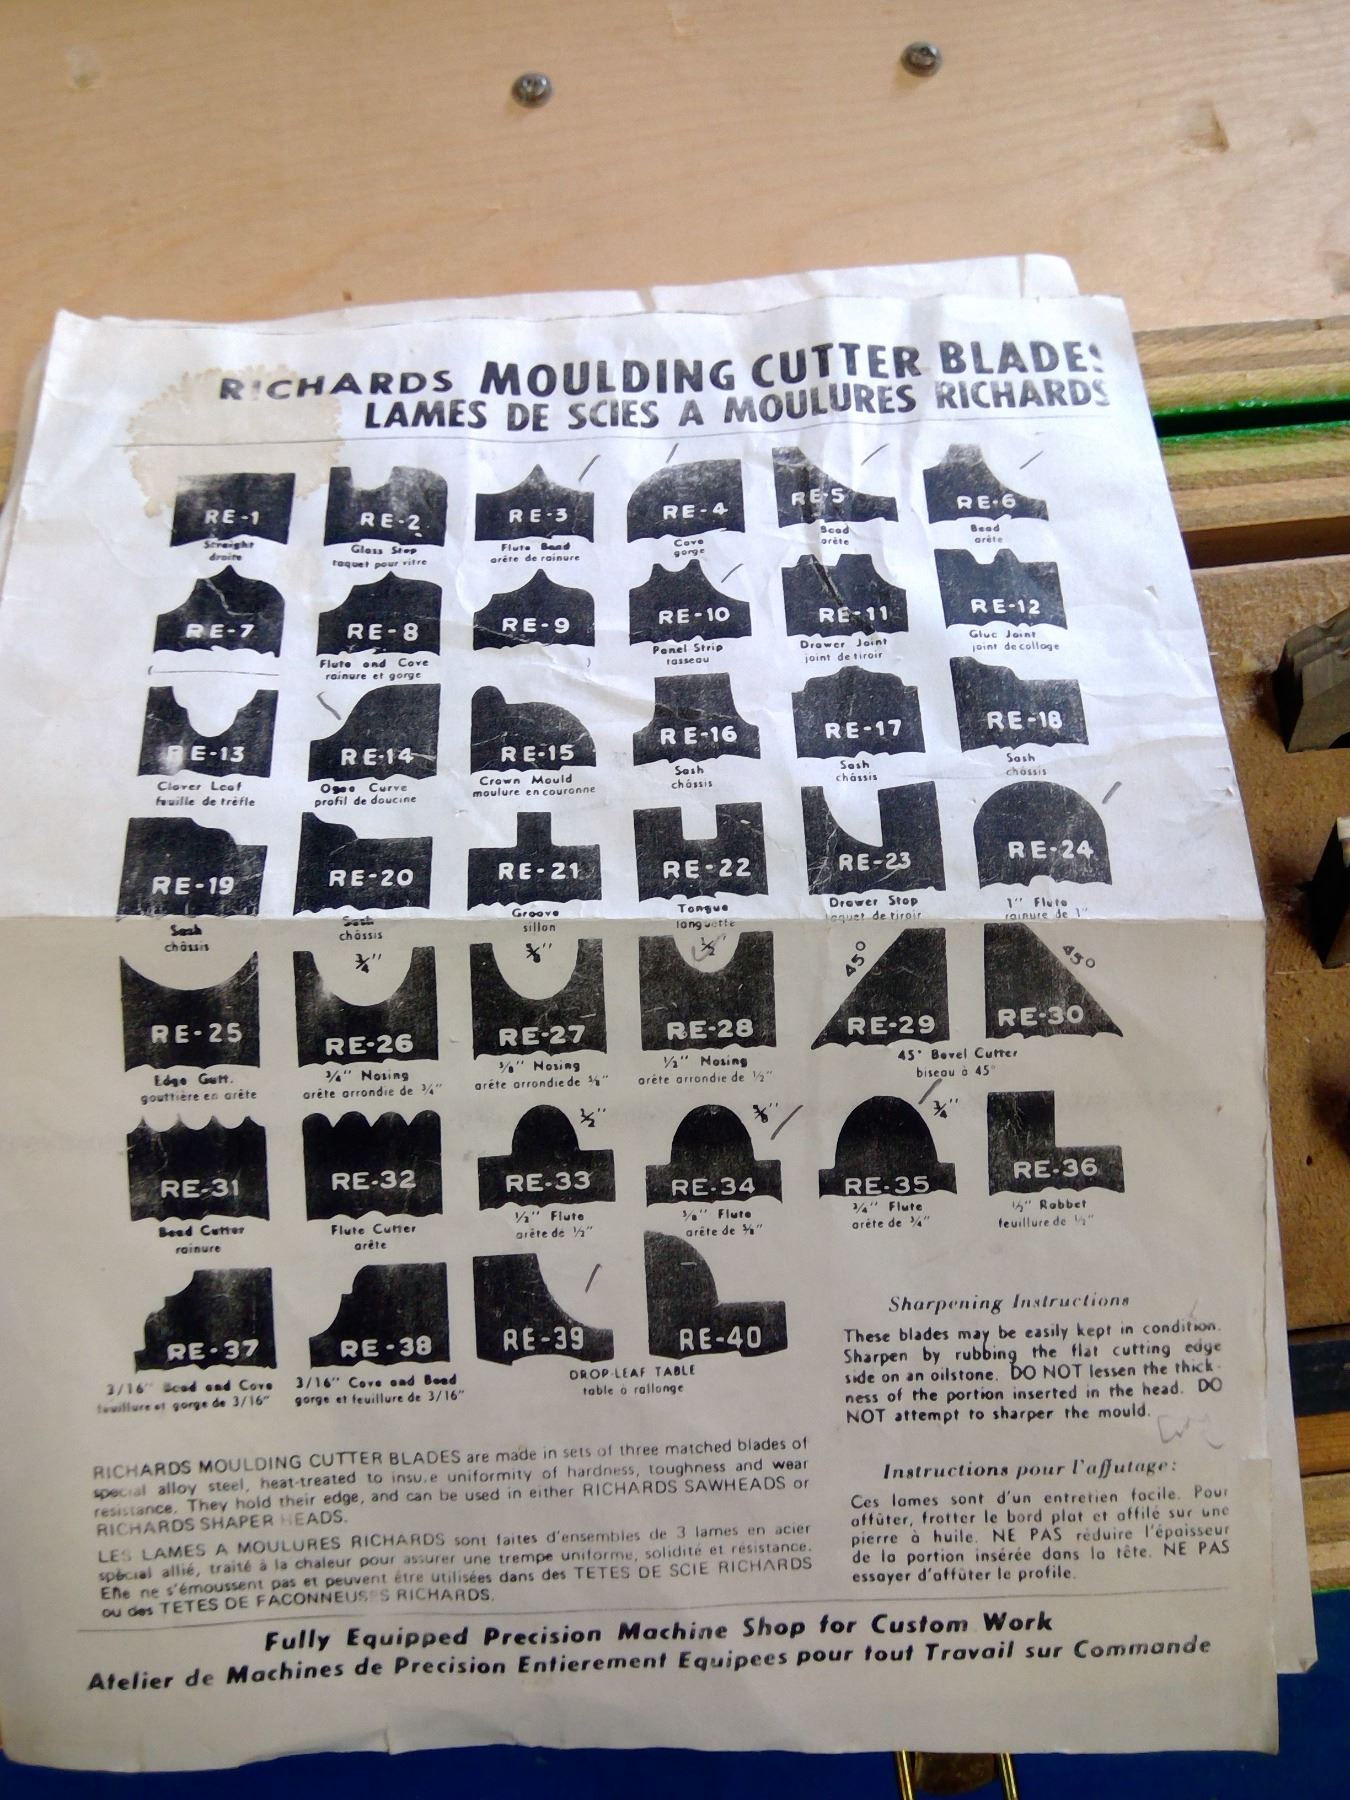 RICHARDS MOULDING CUTTER BLADES
LAMES DE SCIES A MOULURES RICHARDS
RE-1
Straight
droite
RE-2
Glass Stop
taquet pour vitre
RE-3
Flute Bead
arête de rainure
RE-4
Cove
gorge
RE-5
Bead
arête
RE-6
Bead
arête
RE-7
RE-8
RE-9
Flute and Cove
rainure et gorge
RE-10
Panel Strip
tasseau
RE-11
Drawer Joint
joint de tiroir
RE-12
Glue Joint
joint de collage
RE-13
Clover Leaf
feuille de trèfle
RE-14
Ogee Curve
profil de doucine
RE-15
Crown Mould
moulure en couronne
RE-16
Sash
châssis
RE-17
Sash
châssis
RE-18
Sash
châssis
RE-19
Sash
châssis
RE-20
Sash
châssis
RE-21
Groove
sillon
RE-22
Tongue
languette
RE-23
Drawer Stop
taquet de tiroir
RE-24
1" Flute
rainure de 1"
RE-25
Edge Gutt.
gouttière en arête
3/4"
RE-26
3/4" Nosing
arête arrondie de 3/4"
5/8"
RE-27
5/8" Nosing
arête arrondie de 5/8"
1/2"
RE-28
1/2" Nosing
arête arrondie de 1/2"
45°
RE-29
RE-30
45°
45° Bevel Cutter
biseau à 45°
RE-31
Bead Cutter
rainure
RE-32
Flute Cutter
arête
1/2"
RE-33
1/2" Flute
arête de 1/2"
5/8"
RE-34
5/8" Flute
arête de 5/8"
3/4"
RE-35
3/4" Flute
arête de 3/4"
RE-36
1/2" Rabbet
feuillure de 1/2"
RE-37
3/16" Bead and Cove
feuillure et gorge de 3/16"
RE-38
3/16" Cove and Bead
gorge et feuillure de 3/16"
RE-39
RE-40
DROP-LEAF TABLE
table à rallonge
Sharpening Instructions
These blades may be easily kept in condition.
Sharpen by rubbing the flat cutting edge
side on an oilstone. DO NOT lessen the thick-
ness of the portion inserted in the head. DO
NOT attempt to sharper the mould.
Instructions pour l'affutage:
Ces lames sont d'un entretien facile. Pour
affûter, frotter le bord plat et affilé sur une
pierre à huile. NE PAS réduire l'épaisseur
de la portion insérée dans la tête. NE PAS
essayer d'affûter le profile.
RICHARDS MOULDING CUTTER BLADES are made in sets of three matched blades of
special alloy steel, heat-treated to insure uniformity of hardness, toughness and wear
resistance. They hold their edge, and can be used in either RICHARDS SAWHEADS or
RICHARDS SHAPER HEADS.
LES LAMES A MOULURES RICHARDS sont faites d'ensembles de 3 lames en acier
spécial allié, traité à la chaleur pour assurer une trempe uniforme, solidité et résistance.
Elle ne s'émoussent pas et peuvent être utilisées dans des TETES DE SCIE RICHARDS
ou des TETES DE FACONNEUSES RICHARDS.
Fully Equipped Precision Machine Shop for Custom Work
Atelier de Machines de Precision Entierement Equipees pour tout Travail sur Commande